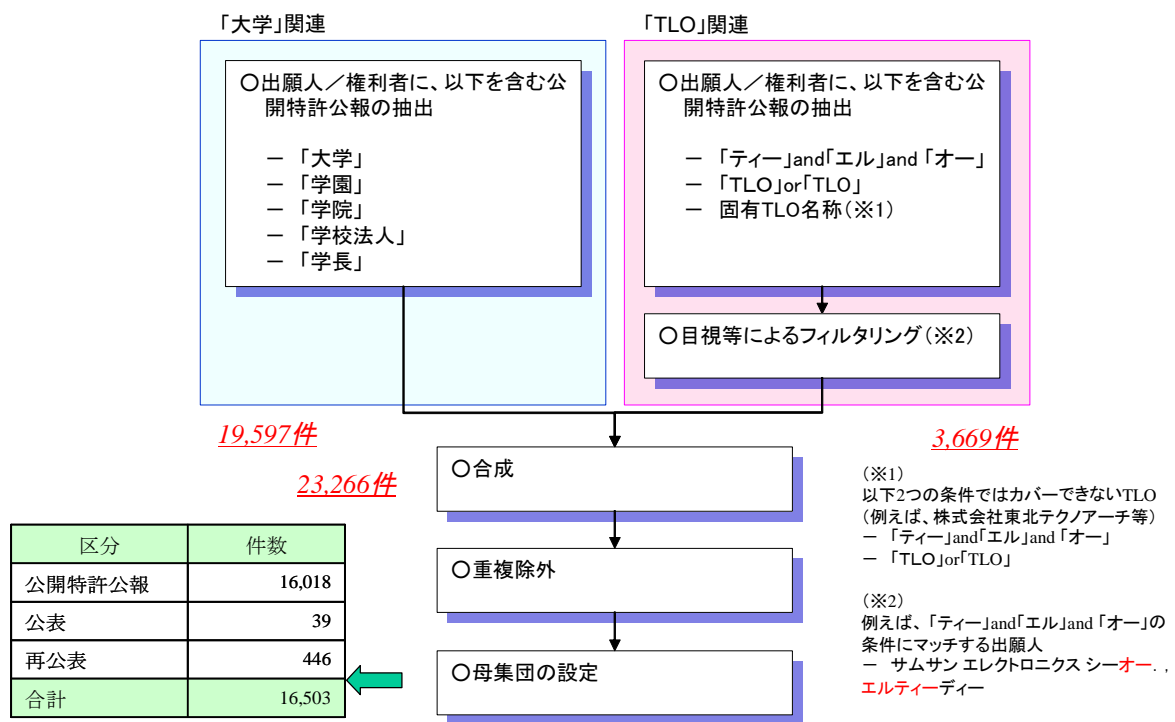 「大学」関連
○出願人/権利者に、以下を含む公
開特許公報の抽出
－ 「大学」
－ 「学園」
－ 「学院」
－ 「学校法人」
－ 「学長」
「TLO」関連
○出願人/権利者に、以下を含む公
開特許公報の抽出
－ 「ティー」and「エル」and 「オー」
－ 「ＴＬＯ」or「TLO」
－ 固有TLO名称(※1)
○目視等によるフィルタリング(※2)
19,597件
3,669件
23,266件
○合成
○重複除外
○母集団の設定
区分 件数
公開特許公報 16,018
公表 39
再公表 446
合計 16,503
(※1)
以下2つの条件ではカバーできないTLO
(例えば、株式会社東北テクノアーチ等)
－ 「ティー」and「エル」and 「オー」
－ 「ＴＬＯ」or「TLO」
(※2)
例えば、「ティー」and「エル」and 「オー」の
条件にマッチする出願人
－ サムサン エレクトロニクス シーオー．，
エルティーディー